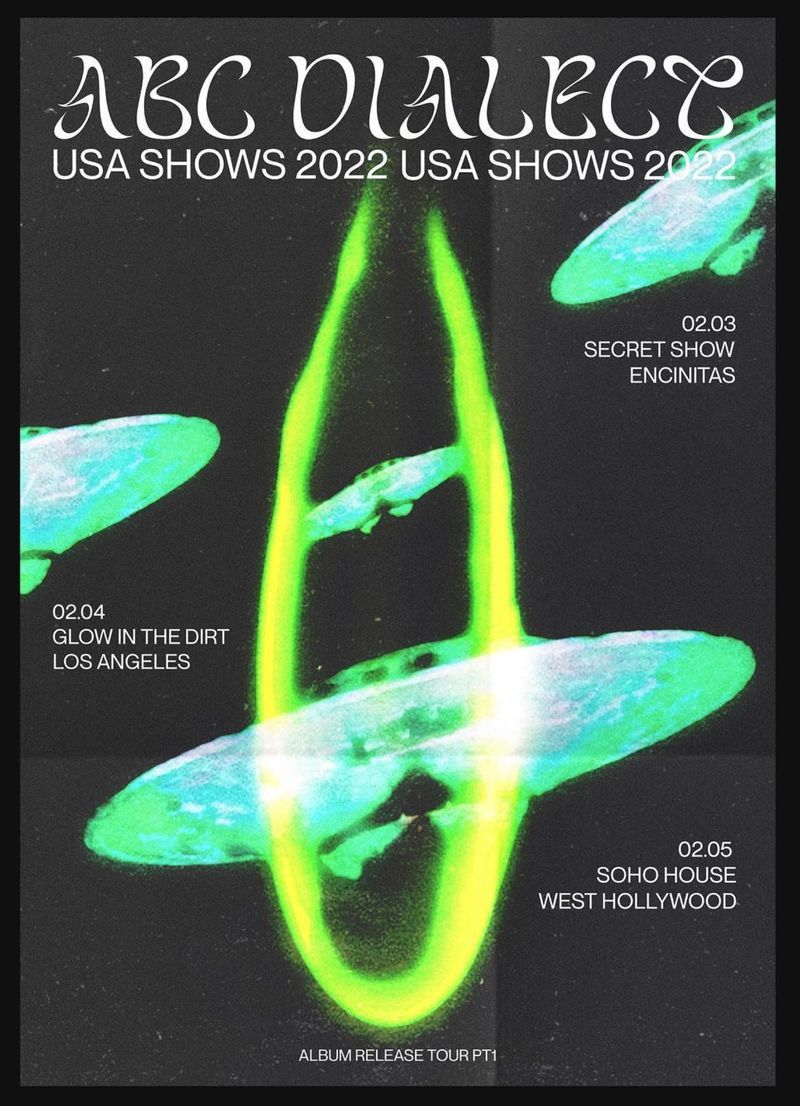 ABC DIALECT
USA SHOWS 2022 USA SHOWS 2022
02.03
SECRET SHOW
ENCINITAS
02.04
GLOW IN THE DIRT
LOS ANGELES
02.05
SOHO HOUSE
WEST HOLLYWOOD
ALBUM RELEASE TOUR PT1